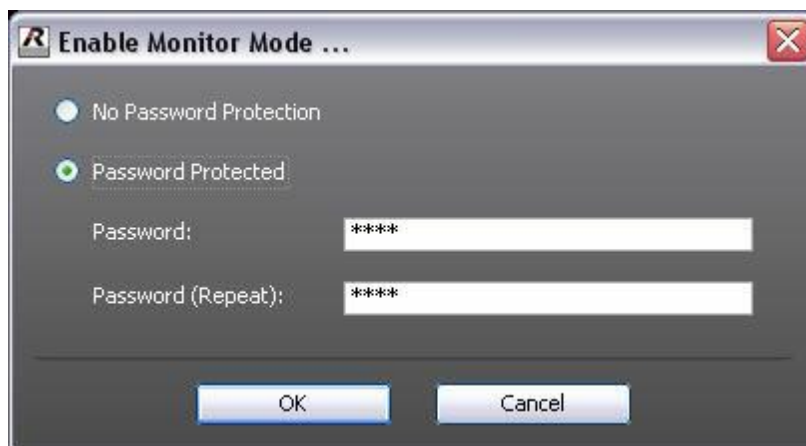 R Enable Monitor Mode ...
No Password Protection
Password Protected
Password: ****
Password (Repeat): ****
OK Cancel